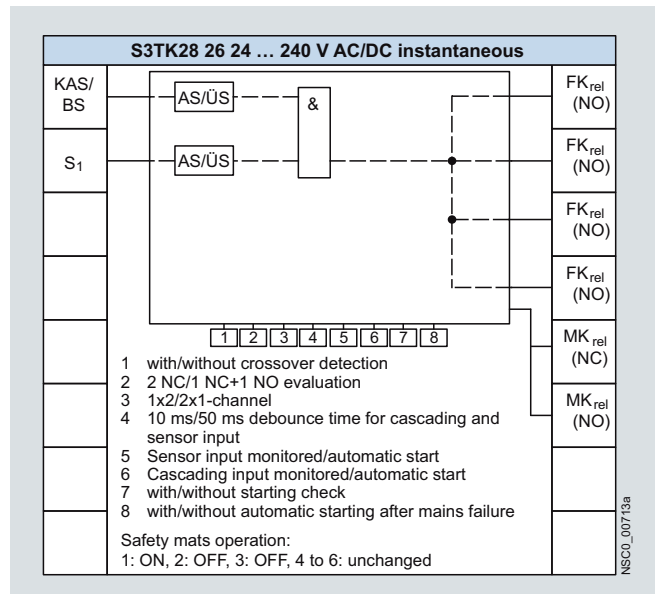 S3TK28 26 24 … 240 V AC/DC instantaneous
KAS/
BS
AS/ÜS
&
FKrel
(NO)
S1
AS/ÜS
FKrel
(NO)
FKrel
(NO)
FKrel
(NO)
MKrel
(NC)
MKrel
(NO)
1 2 3 4 5 6 7 8
1 with/without crossover detection
2 2 NC/1 NC+1 NO evaluation
3 1x2/2x1-channel
4 10 ms/50 ms debounce time for cascading and
sensor input
5 Sensor input monitored/automatic start
6 Cascading input monitored/automatic start
7 with/without starting check
8 with/without automatic starting after mains failure
Safety mats operation:
1: ON, 2: OFF, 3: OFF, 4 to 6: unchanged
NSC0_00713a